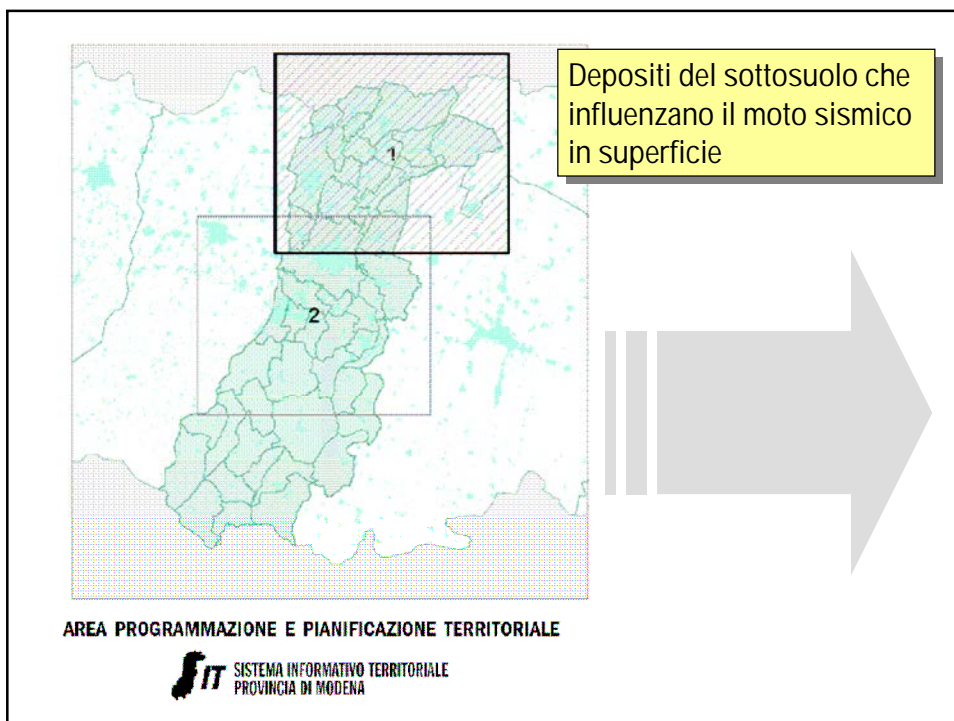 Depositi del sottosuolo che
influenzano il moto sismico
in superficie
1
2
AREA PROGRAMMAZIONE E PIANIFICAZIONE TERRITORIALE
SIT SISTEMA INFORMATIVO TERRITORIALE
PROVINCIA DI MODENA